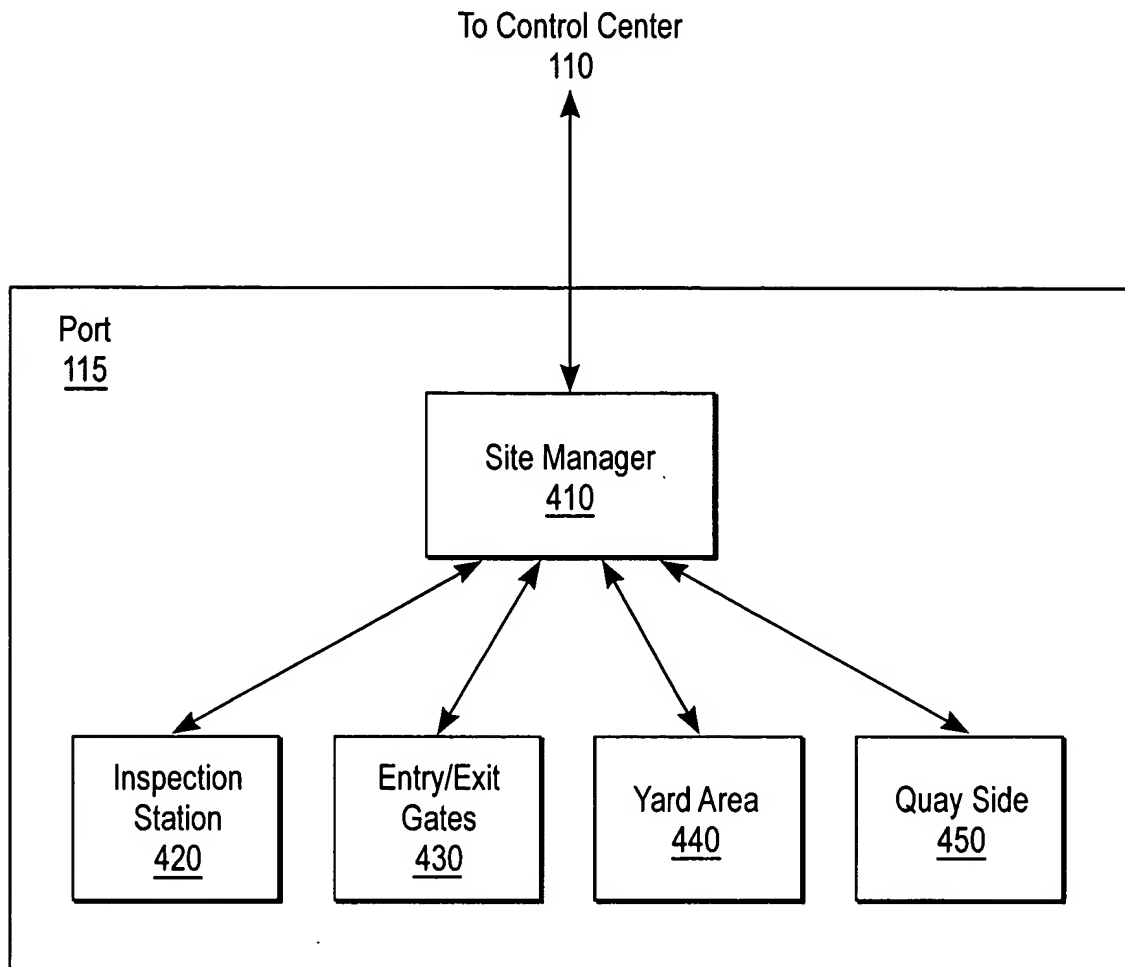 To Control Center
110
Port
115
Site Manager
410
Inspection
Station
420
Entry/Exit
Gates
430
Yard Area
440
Quay Side
450